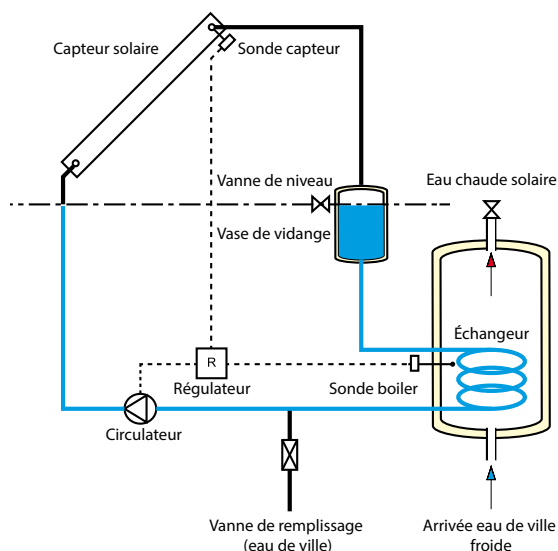 Capteur solaire
Sonde capteur
Vanne de niveau
Eau chaude solaire
Vase de vidange
Échangeur
R
Régulateur
Sonde boiler
Circulateur
Vanne de remplissage
(eau de ville)
Arrivée eau de ville
froide